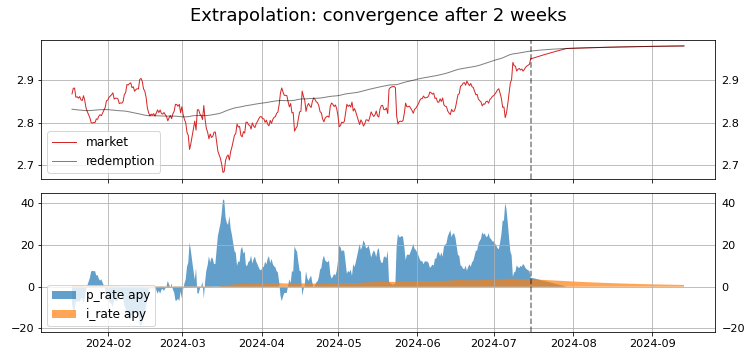 Extrapolation: convergence after 2 weeks
2.9 2.9
2.8 2.8
2.7 2.7
market
redemption
40 40
20 20
0 0
−20 −20
p_rate apy
i_rate apy
2024-02 2024-03 2024-04 2024-05 2024-06 2024-07 2024-08 2024-09